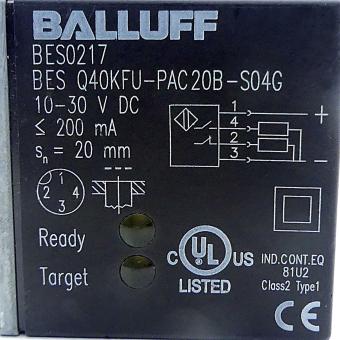 BALLUFF
BES0217
BES Q40KFU-PAC20B-S04G
10-30 V DC
≤ 200 mA
sn = 20 mm
1 +
4
2
3 −
1
2 4
3
Ready
Target
C UL US
LISTED
IND.CONT.EQ
81U2
Class2 Type1
CE